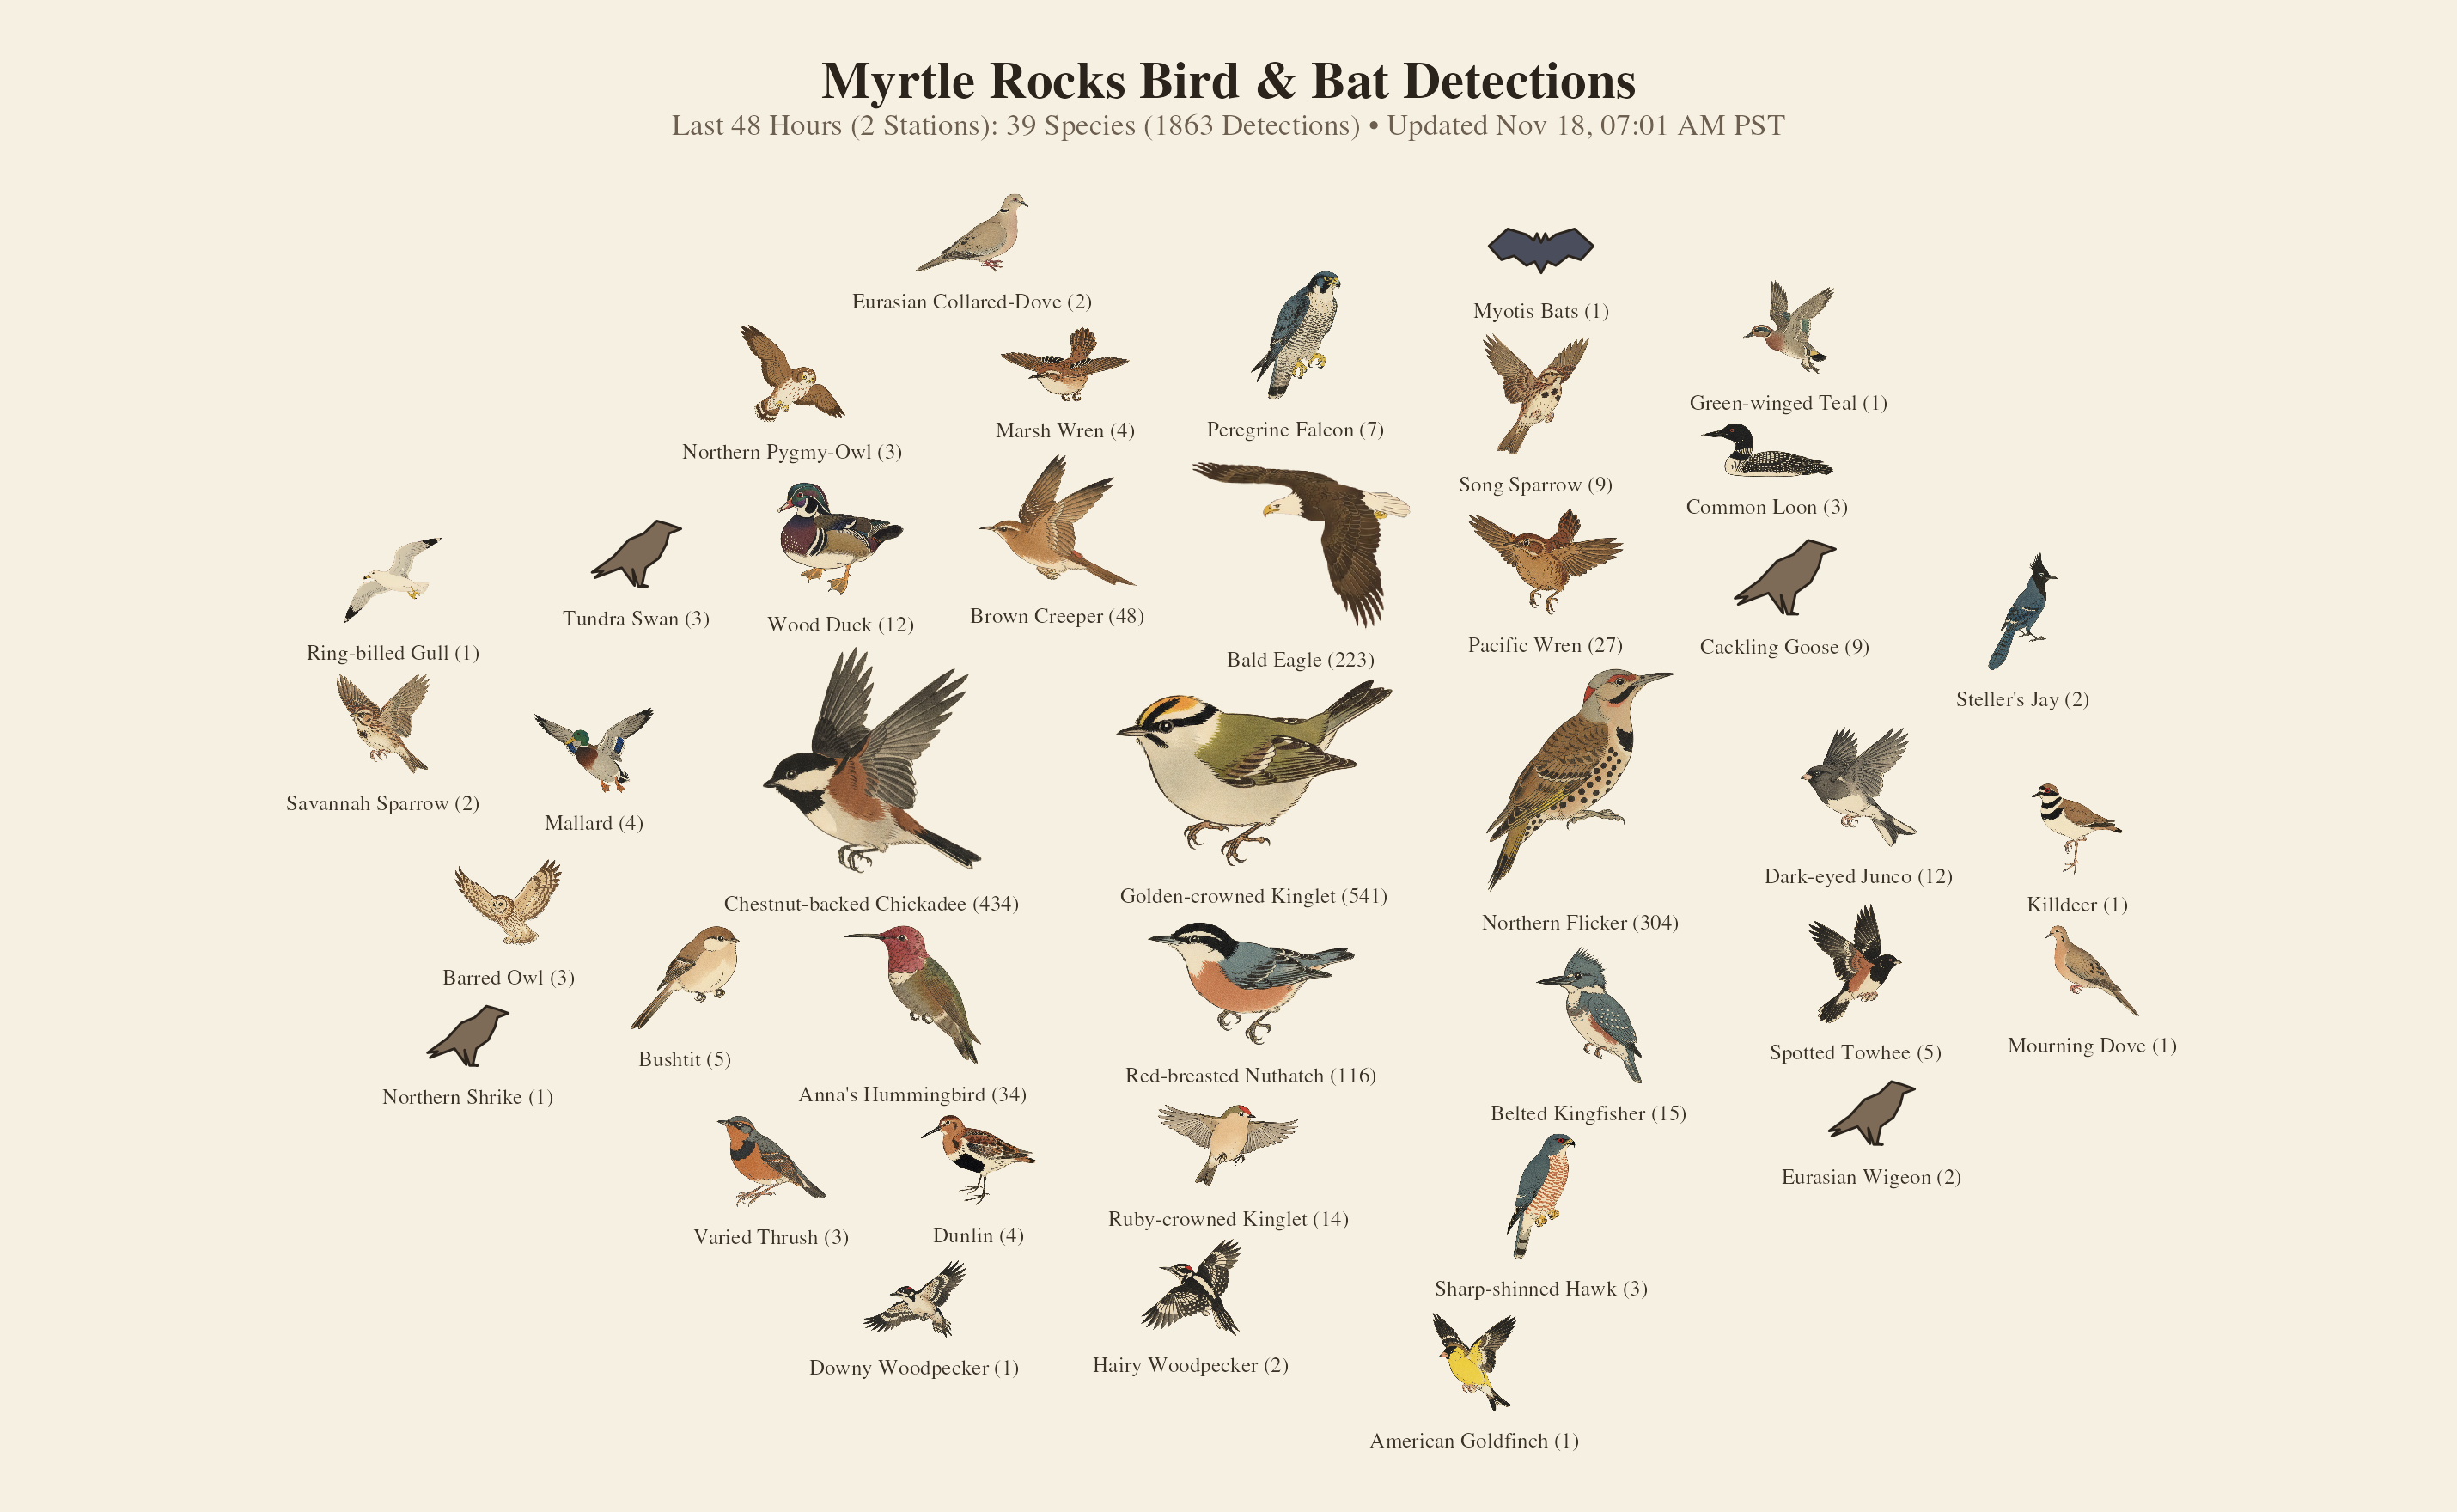 Myrtle Rocks Bird & Bat Detections
Last 48 Hours (2 Stations): 39 Species (1863 Detections) • Updated Nov 18, 07:01 AM PST
Eurasian Collared-Dove (2)
Myotis Bats (1)
Green-winged Teal (1)
Northern Pygmy-Owl (3)
Marsh Wren (4)
Peregrine Falcon (7)
Song Sparrow (9)
Common Loon (3)
Ring-billed Gull (1)
Tundra Swan (3)
Wood Duck (12)
Brown Creeper (48)
Bald Eagle (223)
Pacific Wren (27)
Cackling Goose (9)
Steller's Jay (2)
Savannah Sparrow (2)
Mallard (4)
Chestnut-backed Chickadee (434)
Golden-crowned Kinglet (541)
Northern Flicker (304)
Dark-eyed Junco (12)
Killdeer (1)
Barred Owl (3)
Bushtit (5)
Anna's Hummingbird (34)
Red-breasted Nuthatch (116)
Belted Kingfisher (15)
Spotted Towhee (5)
Mourning Dove (1)
Northern Shrike (1)
Varied Thrush (3)
Dunlin (4)
Ruby-crowned Kinglet (14)
Sharp-shinned Hawk (3)
Eurasian Wigeon (2)
Downy Woodpecker (1)
Hairy Woodpecker (2)
American Goldfinch (1)